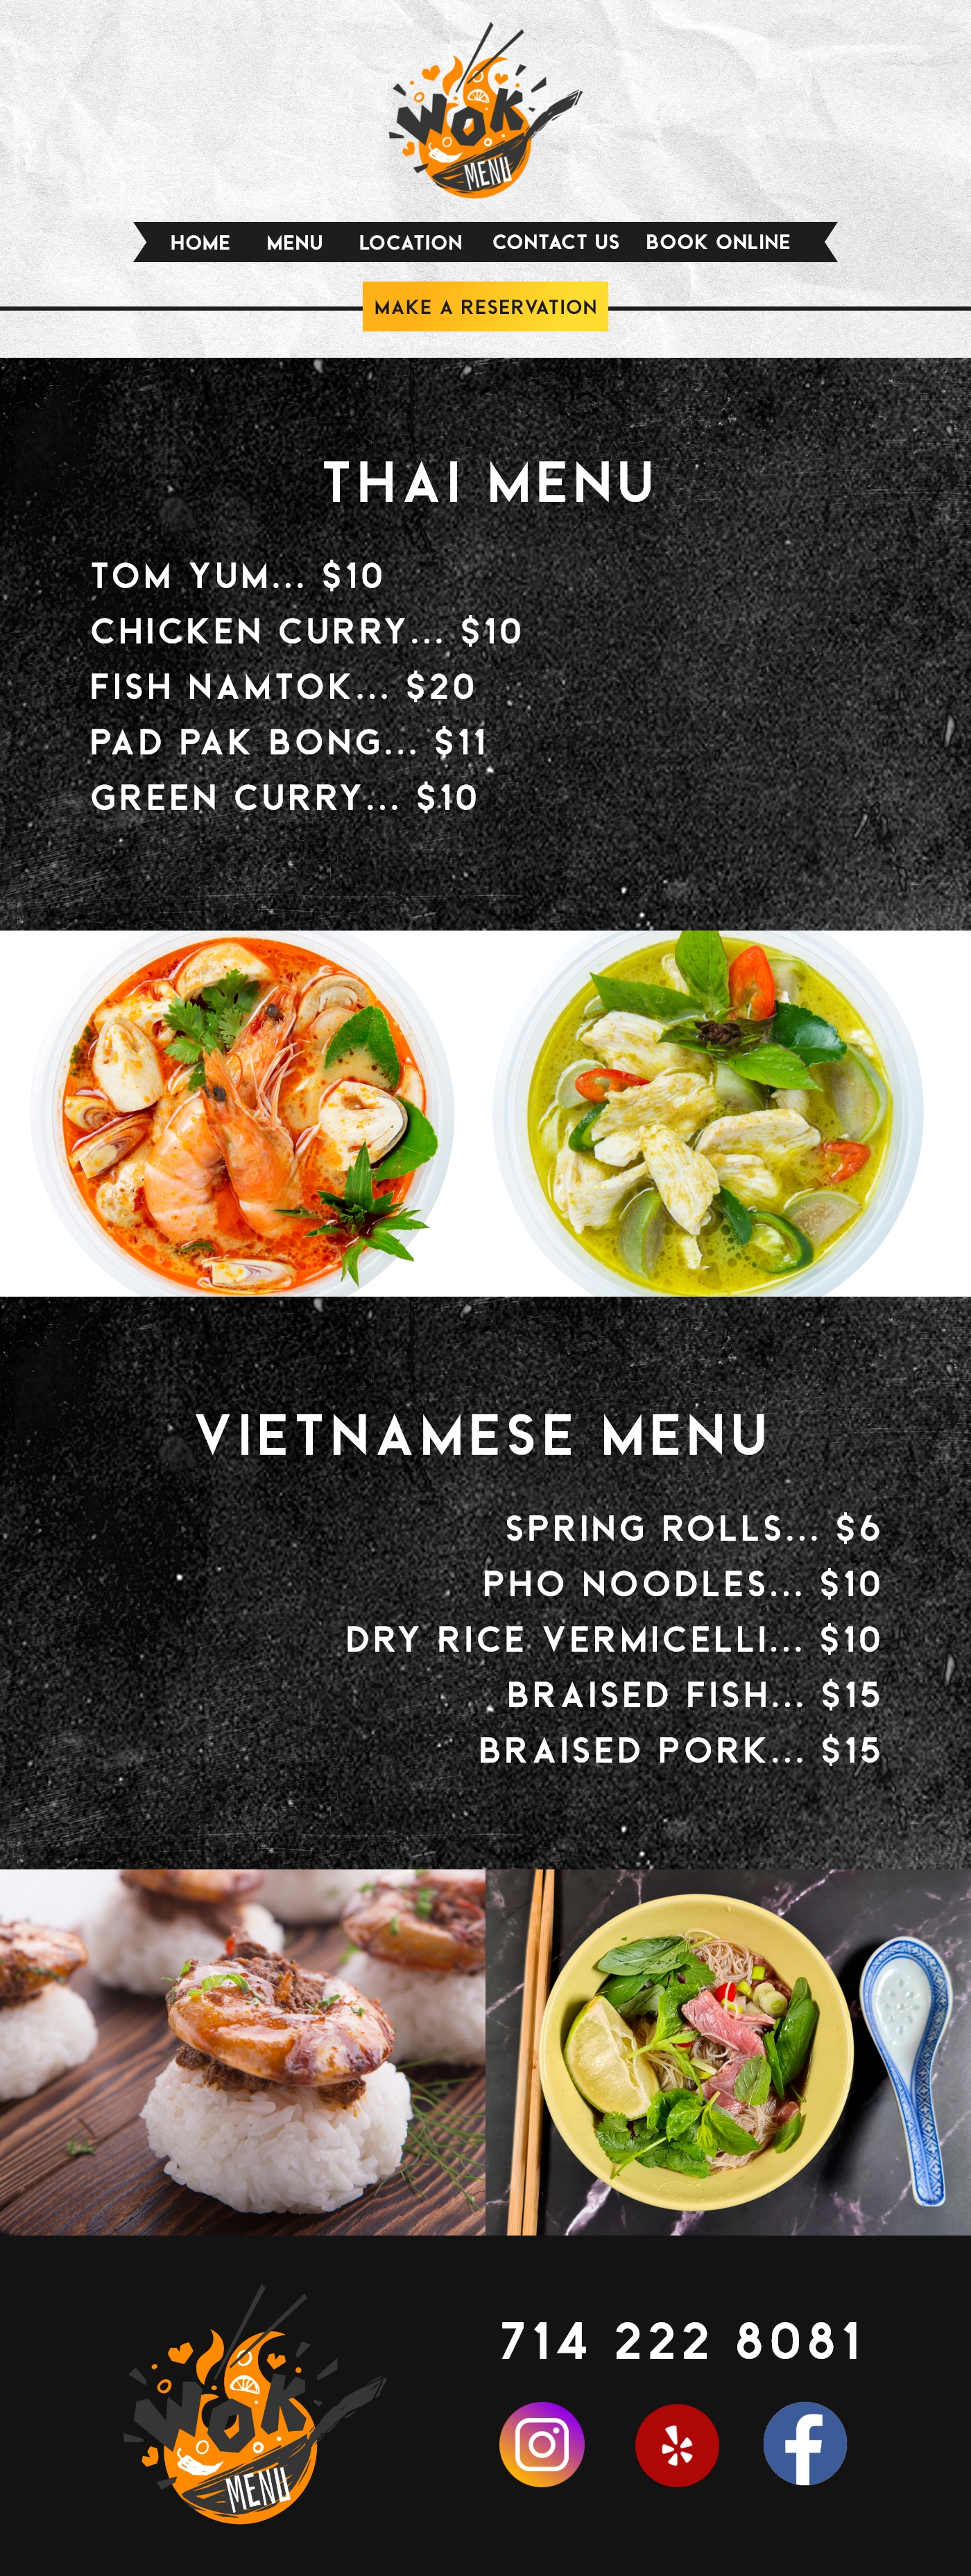 WOK
MENU
HOME MENU LOCATION CONTACT US BOOK ONLINE
MAKE A RESERVATION
THAI MENU
TOM YUM... $10
CHICKEN CURRY... $10
FISH NAMTOK... $20
PAD PAK BONG... $11
GREEN CURRY... $10
VIETNAMESE MENU
SPRING ROLLS... $6
PHO NOODLES... $10
DRY RICE VERMICELLI... $10
BRAISED FISH... $15
BRAISED PORK... $15
WOK
MENU
714 222 8081